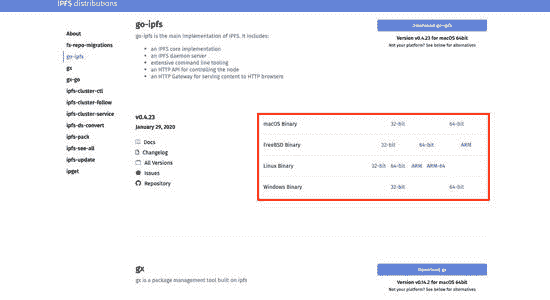 IPFS distributions
About
fs-repo-migrations
go-ipfs
gx
gx-go
ipfs-cluster-ctl
ipfs-cluster-follow
ipfs-cluster-service
ipfs-ds-convert
ipfs-pack
ipfs-see-all
ipfs-update
ipget
go-ipfs
go-ipfs is the main implementation of IPFS. It includes:
an IPFS core implementation
an IPFS daemon server
extensive command line tooling
an HTTP API for controlling the node
an HTTP Gateway for serving content to HTTP browsers
Download go-ipfs
Version v0.4.23 for macOS 64bit
Not your platform? See below for alternatives
v0.4.23
January 29, 2020
Docs
Changelog
All Versions
Issues
Repository
macOS Binary 32-bit 64-bit
FreeBSD Binary 32-bit 64-bit ARM
Linux Binary 32-bit 64-bit ARM ARM-64
Windows Binary 32-bit 64-bit
gx
gx is a package management tool built on ipfs
Download gx
Version v0.14.2 for macOS 64bit
Not your platform? See below for alternatives